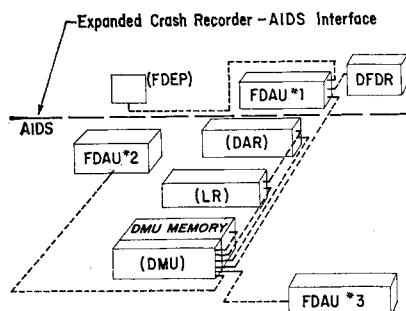 Expanded Crash Recorder - AIDS Interface
(FDEP)
FDAU #1
DFDR
AIDS
FDAU #2
(DAR)
(LR)
DMU MEMORY
(DMU)
FDAU #3